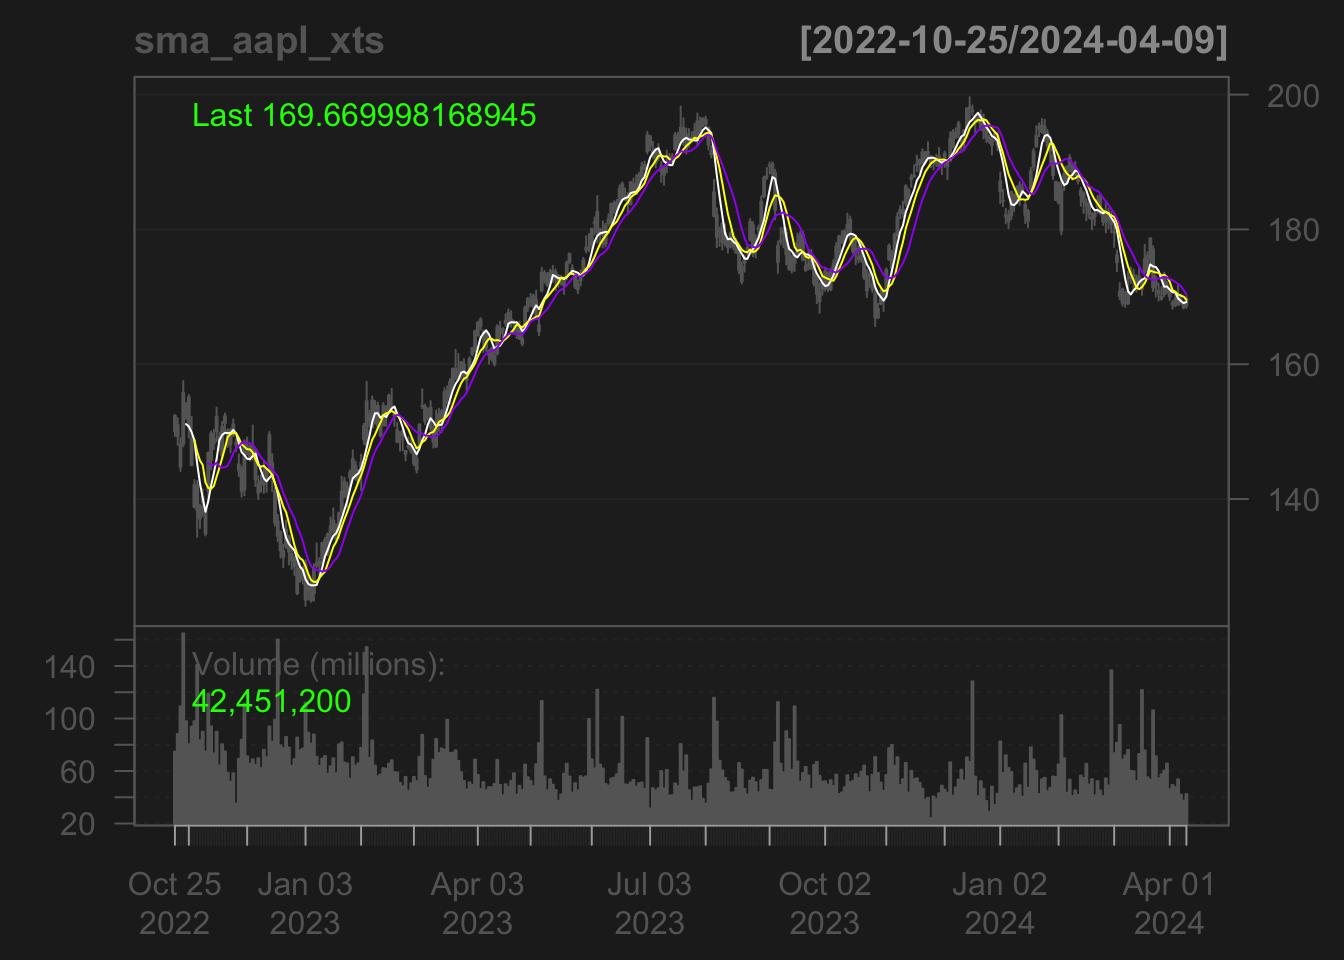 sma_aapl_xts
[2022-10-25/2024-04-09]
Last 169.669998168945
200
180
160
140
Volume (millions):
42,451,200
140
100
60
20
Oct 25 Jan 03 Apr 03 Jul 03 Oct 02 Jan 02 Apr 01
2022 2023 2023 2023 2023 2024 2024